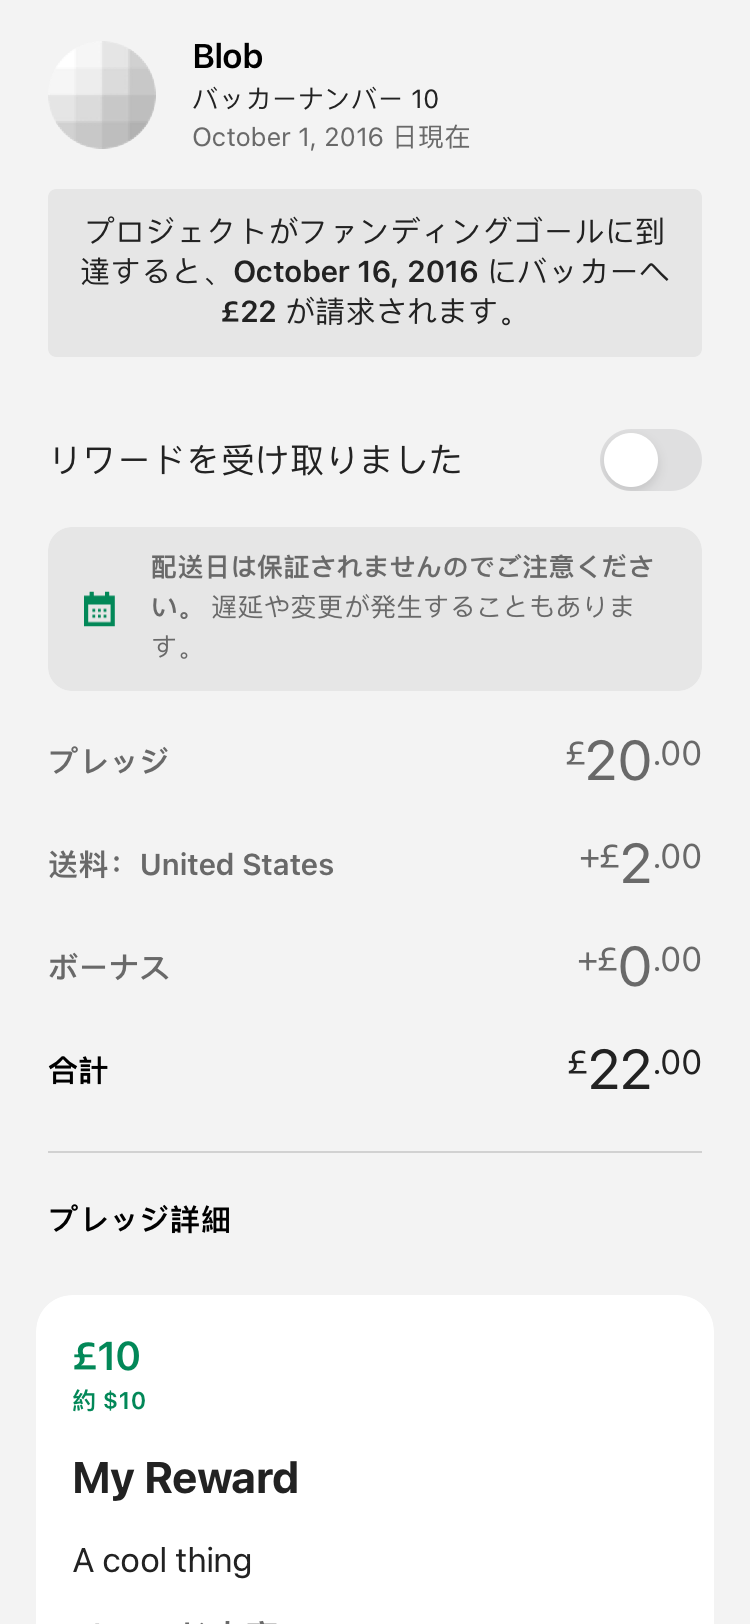 Blob
バッカーナンバー 10
October 1, 2016 日現在
プロジェクトがファンディングゴールに到
達すると、October 16, 2016 にバッカーへ
£22 が請求されます。
リワードを受け取りました
配送日は保証されませんのでご注意くださ
い。 遅延や変更が発生することもありま
す。
プレッジ £20.00
送料： United States +£2.00
ボーナス +£0.00
合計 £22.00
プレッジ詳細
£10
約 $10
My Reward
A cool thing